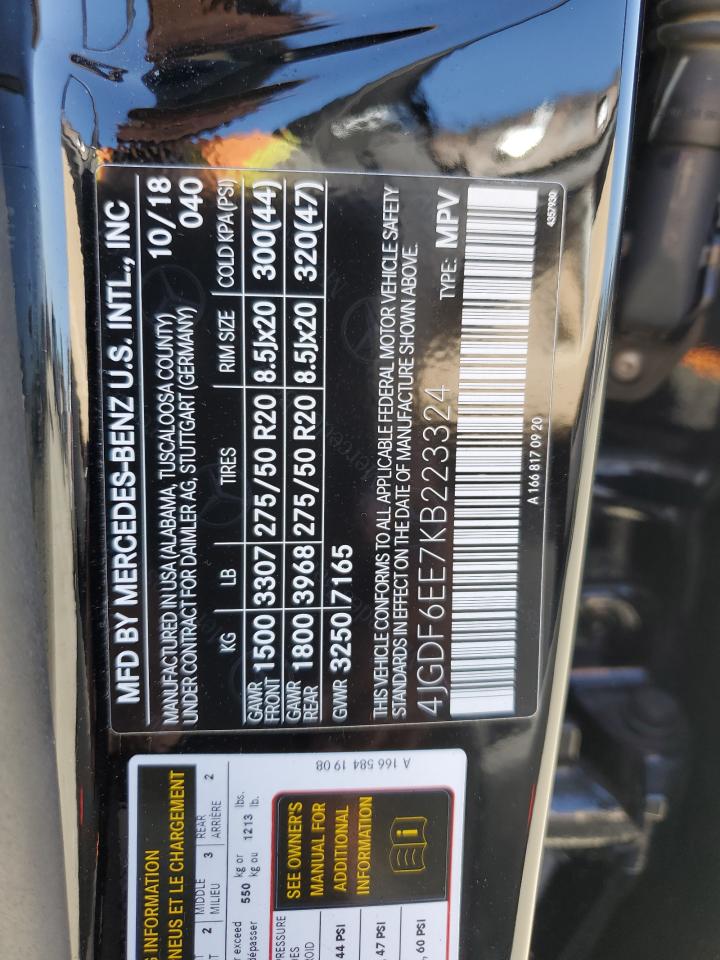 MFD BY MERCEDES-BENZ U.S. INTL., INC
MANUFACTURED IN USA (ALABAMA, TUSCALOOSA COUNTY) 10/18
UNDER CONTRACT FOR DAIMLER AG, STUTTGART (GERMANY) 040
KG LB TIRES RIM SIZE COLD KPA(PSI)
GAWR FRONT 1500 3307 275/50 R20 8.5Jx20 300(44)
GAWR REAR 1800 3968 275/50 R20 8.5Jx20 320(47)
GVWR 3250 7165
THIS VEHICLE CONFORMS TO ALL APPLICABLE FEDERAL MOTOR VEHICLE SAFETY
STANDARDS IN EFFECT ON THE DATE OF MANUFACTURE SHOWN ABOVE.
4JGDF6EE7KB223324 TYPE: MPV
4357930
A 166 817 09 20
A 166 584 19 08
INFORMATION
PNEUS ET LE CHARGEMENT
2 MIDDLE 3 REAR 2
MILIEU ARRIÈRE
exceed 550 kg or 1213 lbs.
dépasser kg ou lb.
SEE OWNER'S
MANUAL FOR
ADDITIONAL
INFORMATION
44 PSI
47 PSI
60 PSI